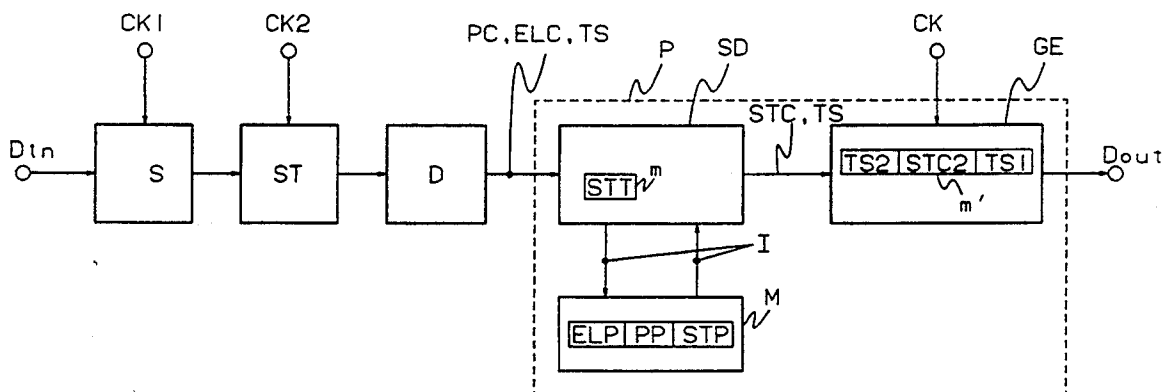 CK1
CK2
PC,ELC,TS
P
SD
CK
GE
STC,TS
Din
S
ST
D
STT
m
TS2 STC2 TS1
m'
Dout
I
M
ELP PP STP